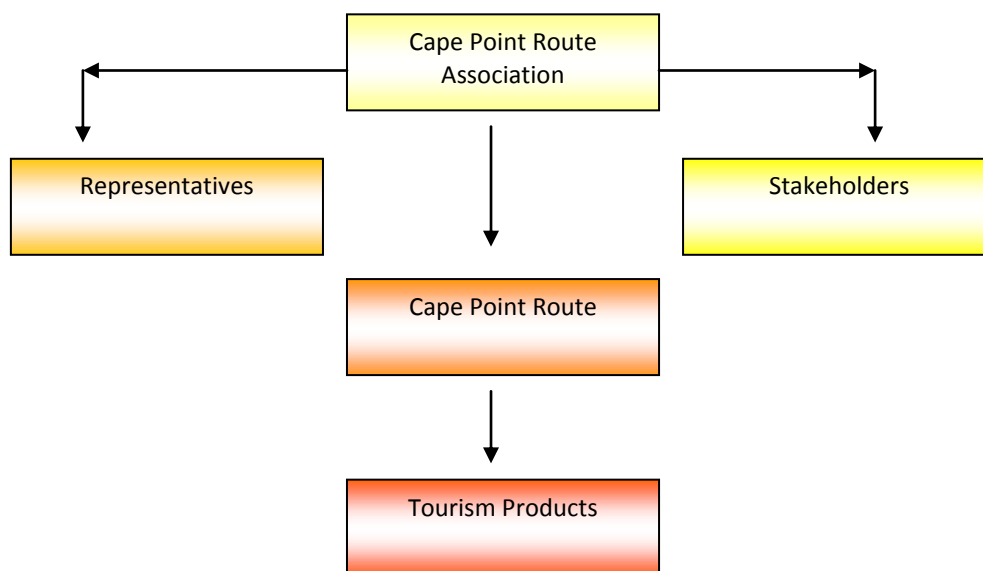 Cape Point Route
Association
Representatives
Stakeholders
Cape Point Route
Tourism Products